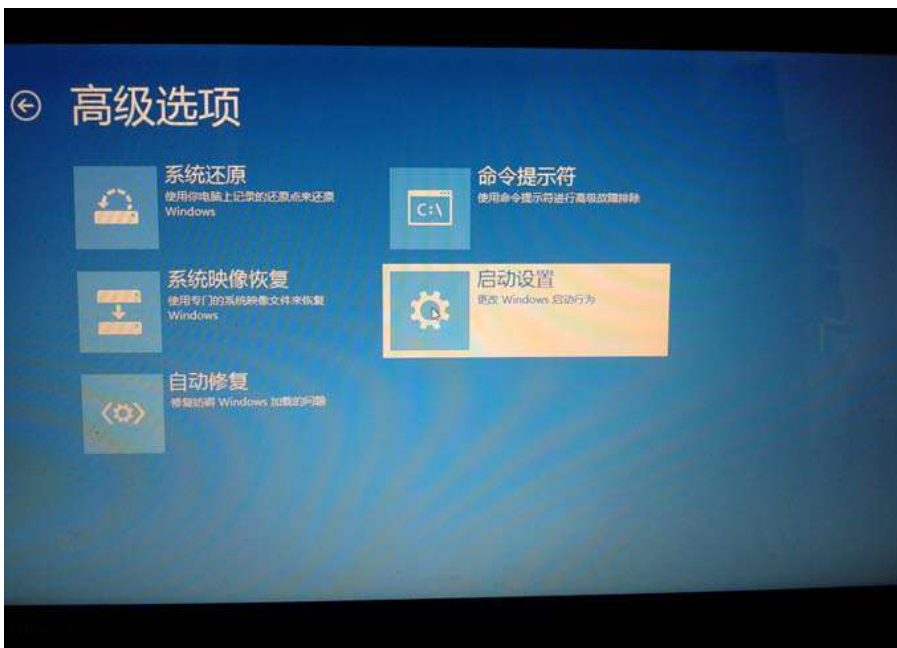 高级选项
系统还原
使用你电脑上记录的还原点来还原
Windows
命令提示符
使用命令提示符进行高级故障排除
C:\
系统映像恢复
使用专门的系统映像文件来恢复
Windows
启动设置
更改 Windows 启动行为
自动修复
修复妨碍 Windows 加载的问题